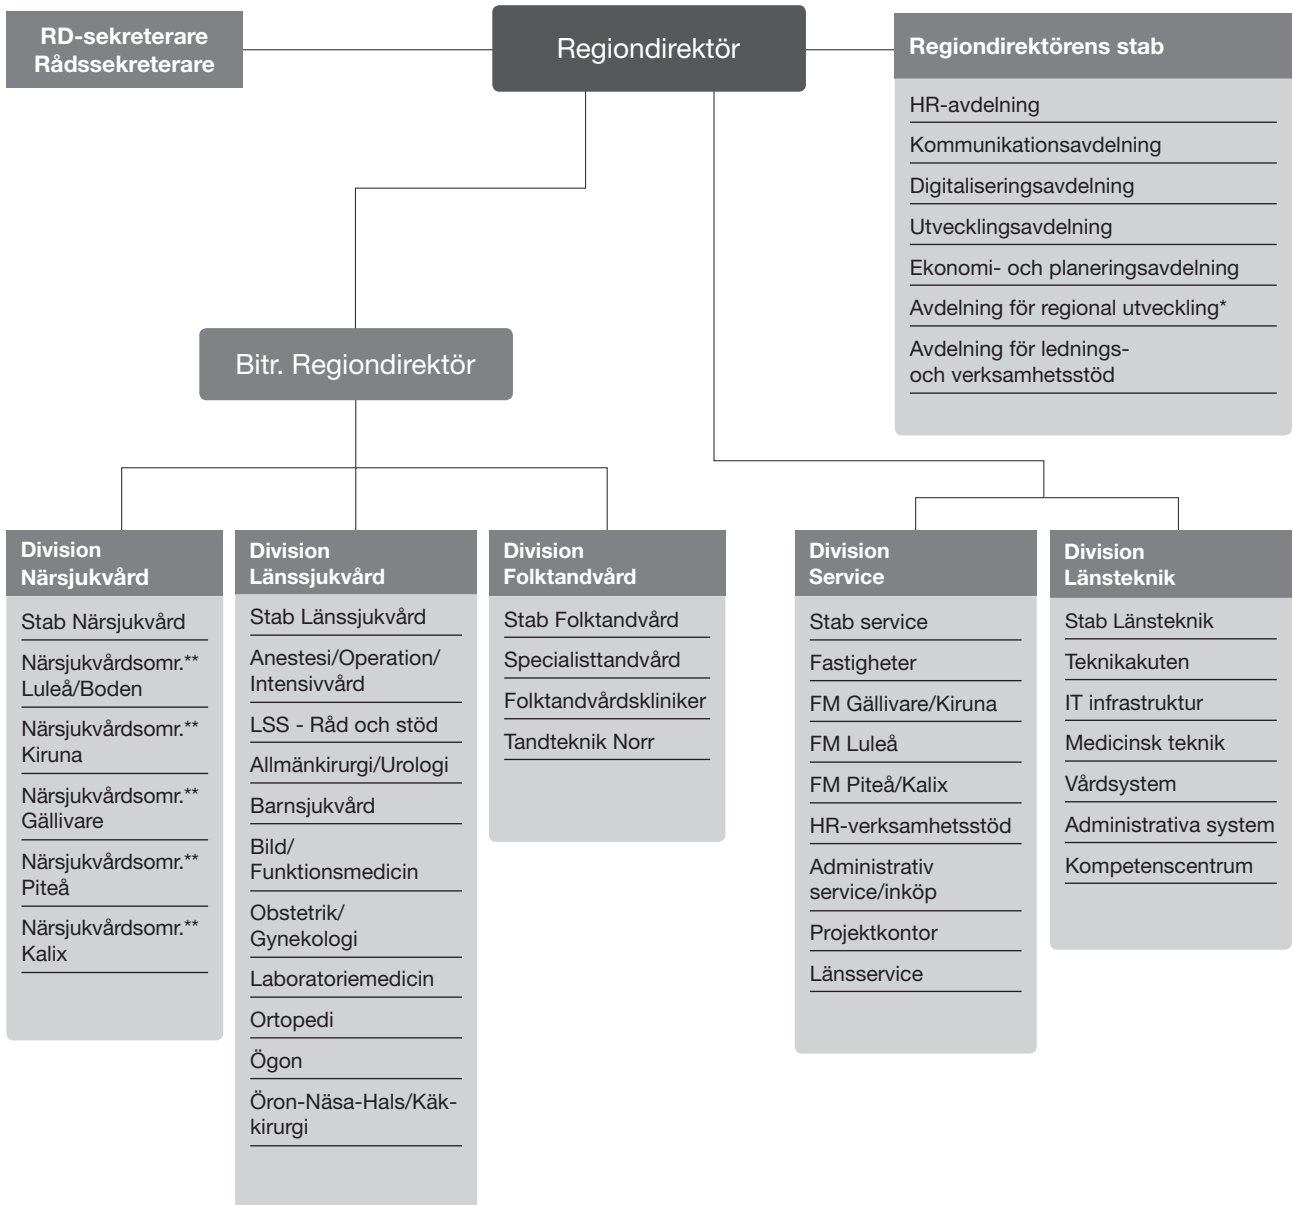 RD-sekreterare
Rådssekreterare
Regiondirektör
Regiondirektörens stab
HR-avdelning
Kommunikationsavdelning
Digitaliseringsavdelning
Utvecklingsavdelning
Ekonomi- och planeringsavdelning
Avdelning för regional utveckling*
Avdelning för lednings-
och verksamhetsstöd
Bitr. Regiondirektör
Division
Närsjukvård
Stab Närsjukvård
Närsjukvårdsomr.**
Luleå/Boden
Närsjukvårdsomr.**
Kiruna
Närsjukvårdsomr.**
Gällivare
Närsjukvårdsomr.**
Piteå
Närsjukvårdsomr.**
Kalix
Division
Länssjukvård
Stab Länssjukvård
Anestesi/Operation/
Intensivvård
LSS - Råd och stöd
Allmänkirurgi/Urologi
Barnsjukvård
Bild/
Funktionsmedicin
Obstetrik/
Gynekologi
Laboratoriemedicin
Ortopedi
Ögon
Öron-Näsa-Hals/Käk-
kirurgi
Division
Folktandvård
Stab Folktandvård
Specialisttandvård
Folktandvårdskliniker
Tandteknik Norr
Division
Service
Stab service
Fastigheter
FM Gällivare/Kiruna
FM Luleå
FM Piteå/Kalix
HR-verksamhetsstöd
Administrativ
service/inköp
Projektkontor
Länsservice
Division
Länsteknik
Stab Länsteknik
Teknikakuten
IT infrastruktur
Medicinsk teknik
Vårdsystem
Administrativa system
Kompetenscentrum